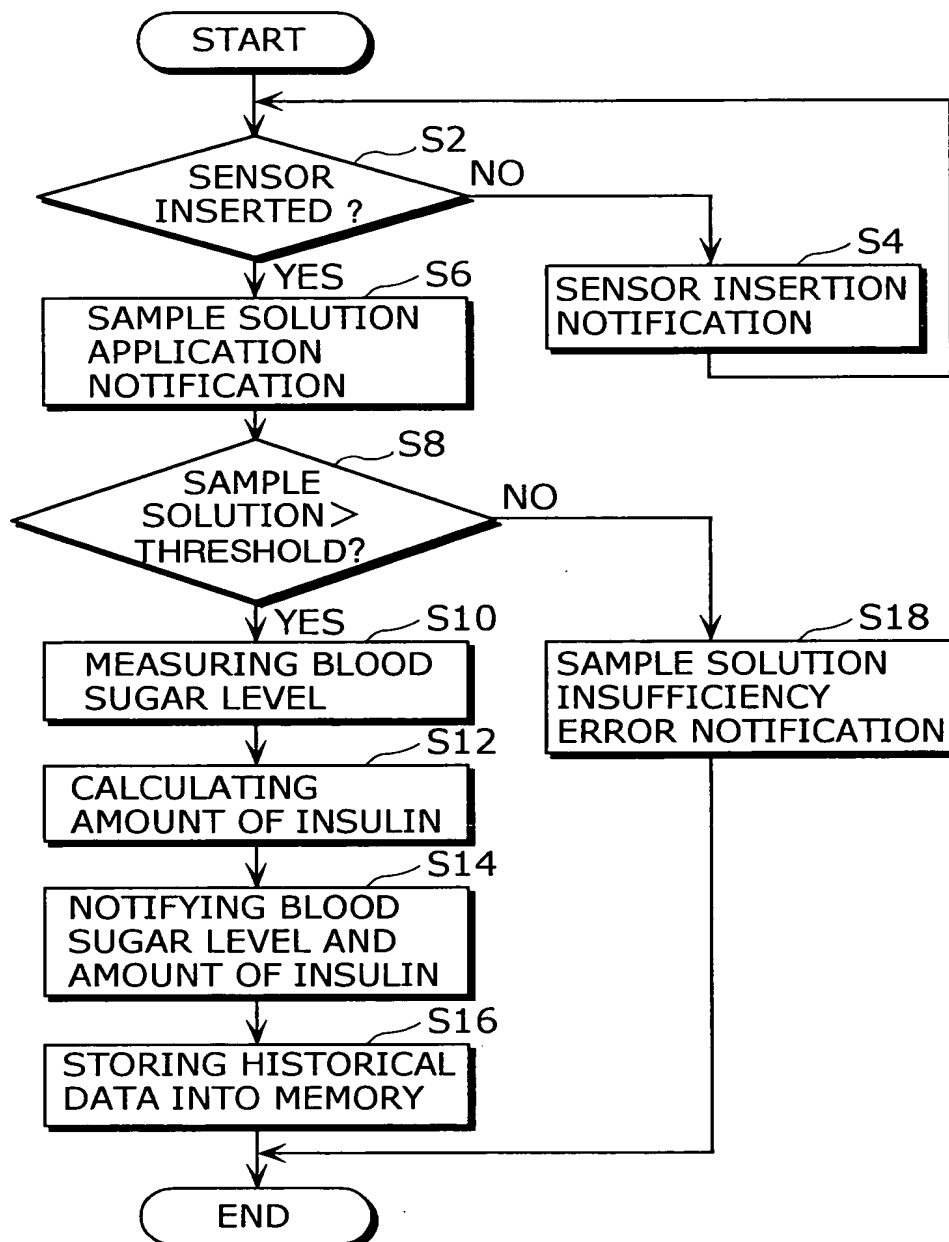 START
S2
SENSOR
INSERTED ?
NO
S4
SENSOR INSERTION
NOTIFICATION
YES
S6
SAMPLE SOLUTION
APPLICATION
NOTIFICATION
S8
SAMPLE
SOLUTION>
THRESHOLD?
NO
YES
S10
MEASURING BLOOD
SUGAR LEVEL
S18
SAMPLE SOLUTION
INSUFFICIENCY
ERROR NOTIFICATION
S12
CALCULATING
AMOUNT OF INSULIN
S14
NOTIFYING BLOOD
SUGAR LEVEL AND
AMOUNT OF INSULIN
S16
STORING HISTORICAL
DATA INTO MEMORY
END